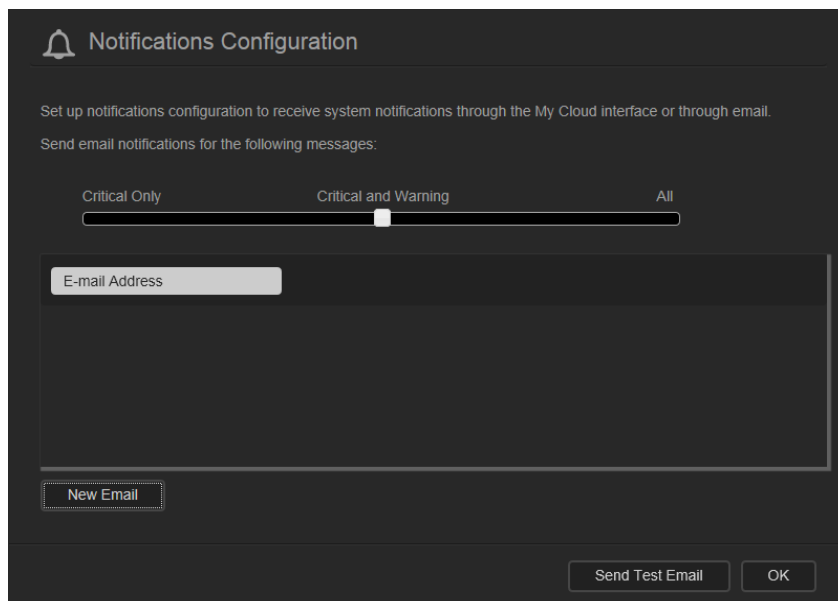 Notifications Configuration
Set up notifications configuration to receive system notifications through the My Cloud interface or through email.
Send email notifications for the following messages:
Critical Only Critical and Warning All
E-mail Address
New Email
Send Test Email OK